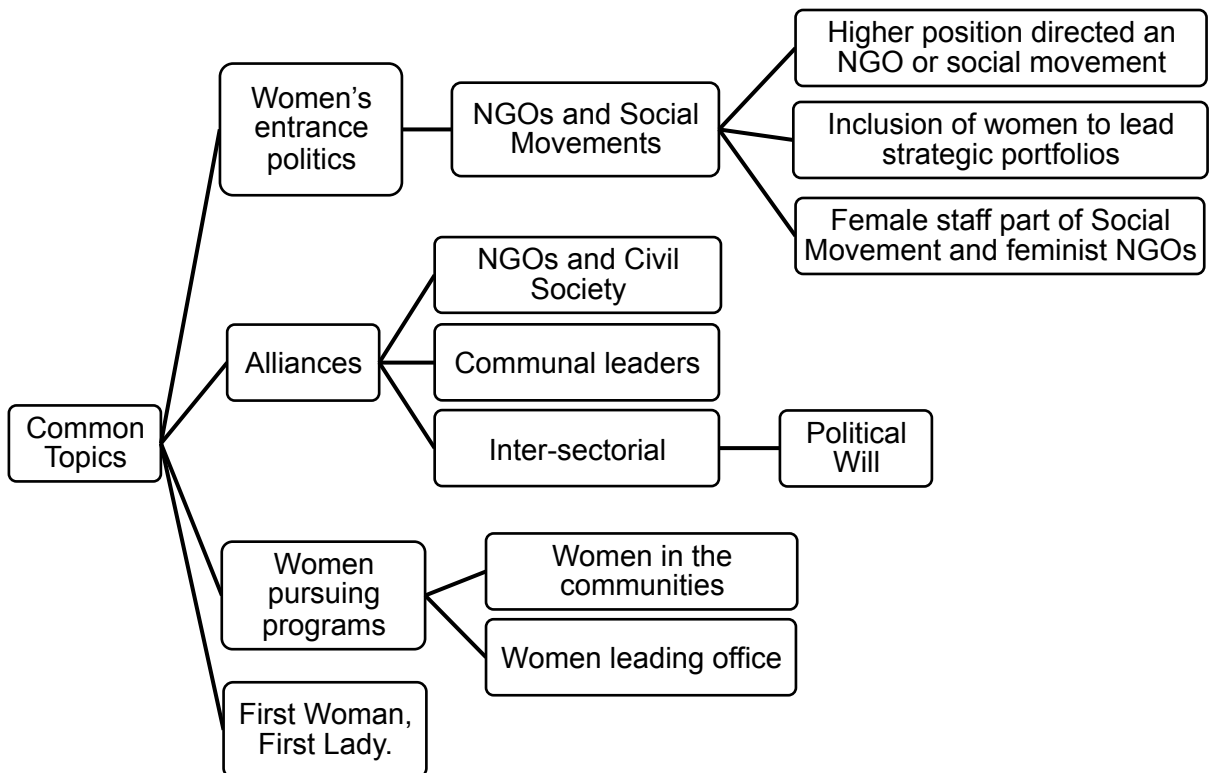 Common
Topics
Women’s
entrance
politics
NGOs and Social
Movements
Higher position directed an
NGO or social movement
Inclusion of women to lead
strategic portfolios
Female staff part of Social
Movement and feminist NGOs
Alliances
NGOs and Civil
Society
Communal leaders
Inter-sectorial
Political
Will
Women
pursuing
programs
Women in the
communities
Women leading office
First Woman,
First Lady.